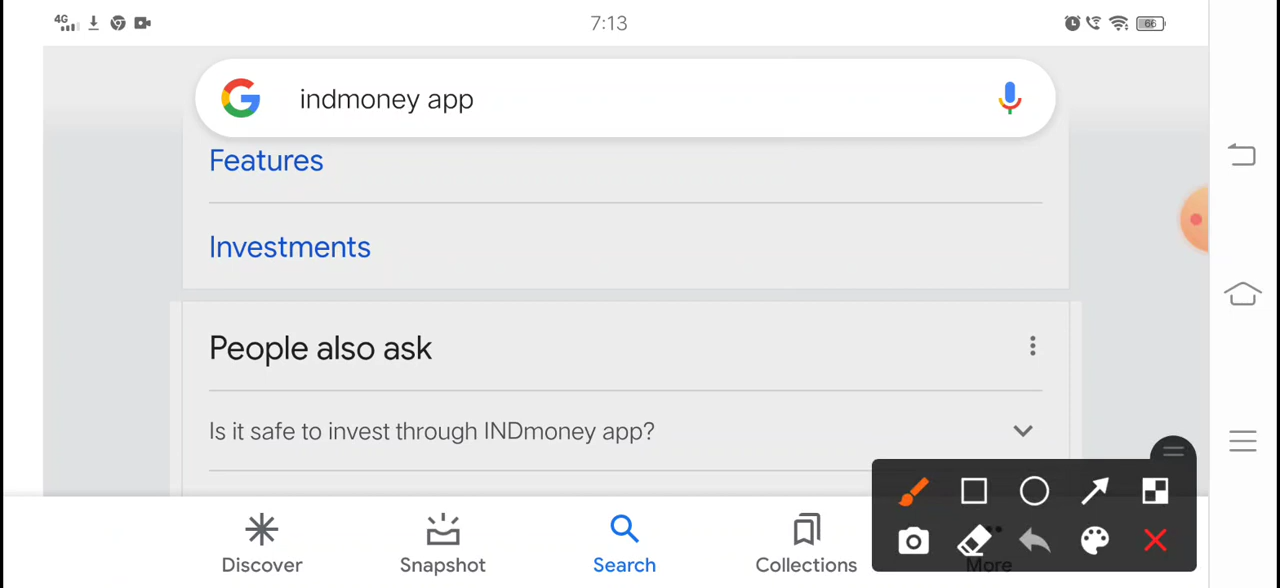 4G 7:13 66
indmoney app
Features
Investments
People also ask
Is it safe to invest through INDmoney app?
Discover Snapshot Search Collections More